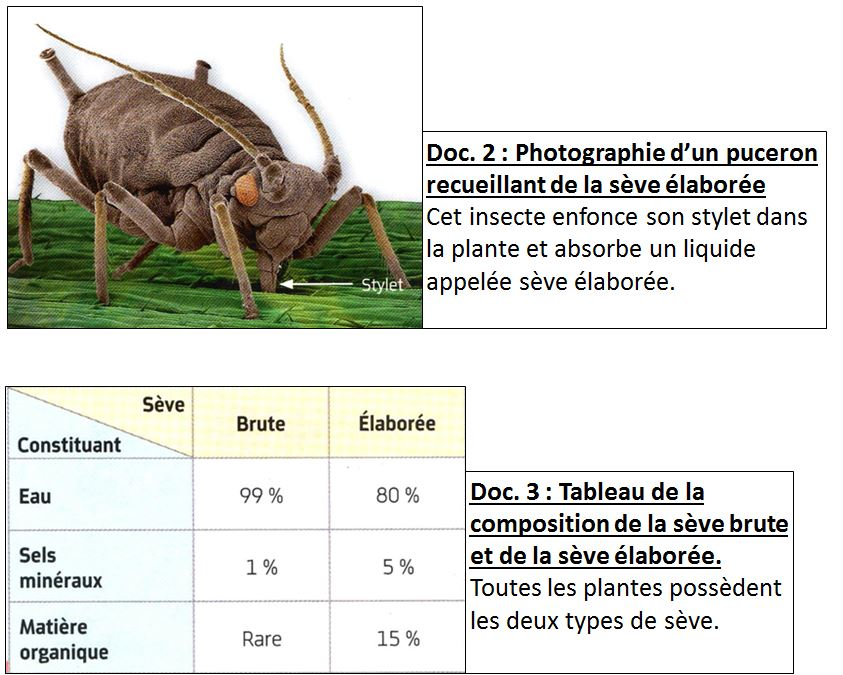 Stylet
Doc. 2 : Photographie d'un puceron
recueillant de la sève élaborée
Cet insecte enfonce son stylet dans
la plante et absorbe un liquide
appelée sève élaborée.
Sève
Constituant
Brute
Élaborée
Eau
99 %
80 %
Sels
minéraux
1 %
5 %
Matière
organique
Rare
15 %
Doc. 3 : Tableau de la
composition de la sève brute
et de la sève élaborée.
Toutes les plantes possèdent
les deux types de sève.